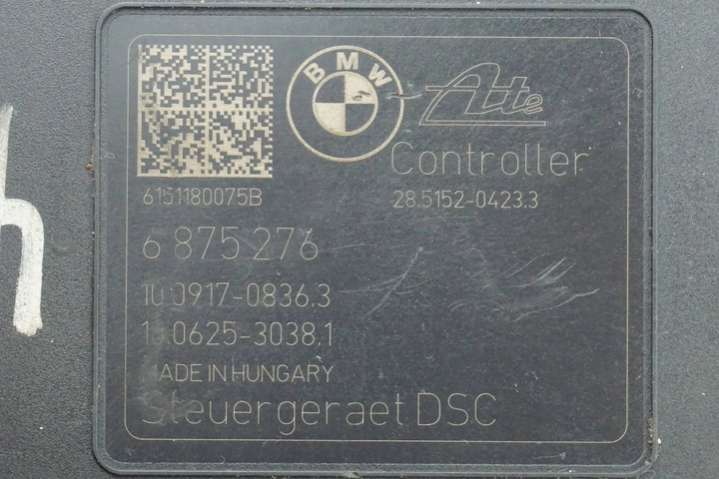 BMW
Ate
Controller
6151180075B
28.5152-0423.3
6 875 276
10.0917-0836.3
10.0625-3038.1
MADE IN HUNGARY
Steuergeraet DSC
h